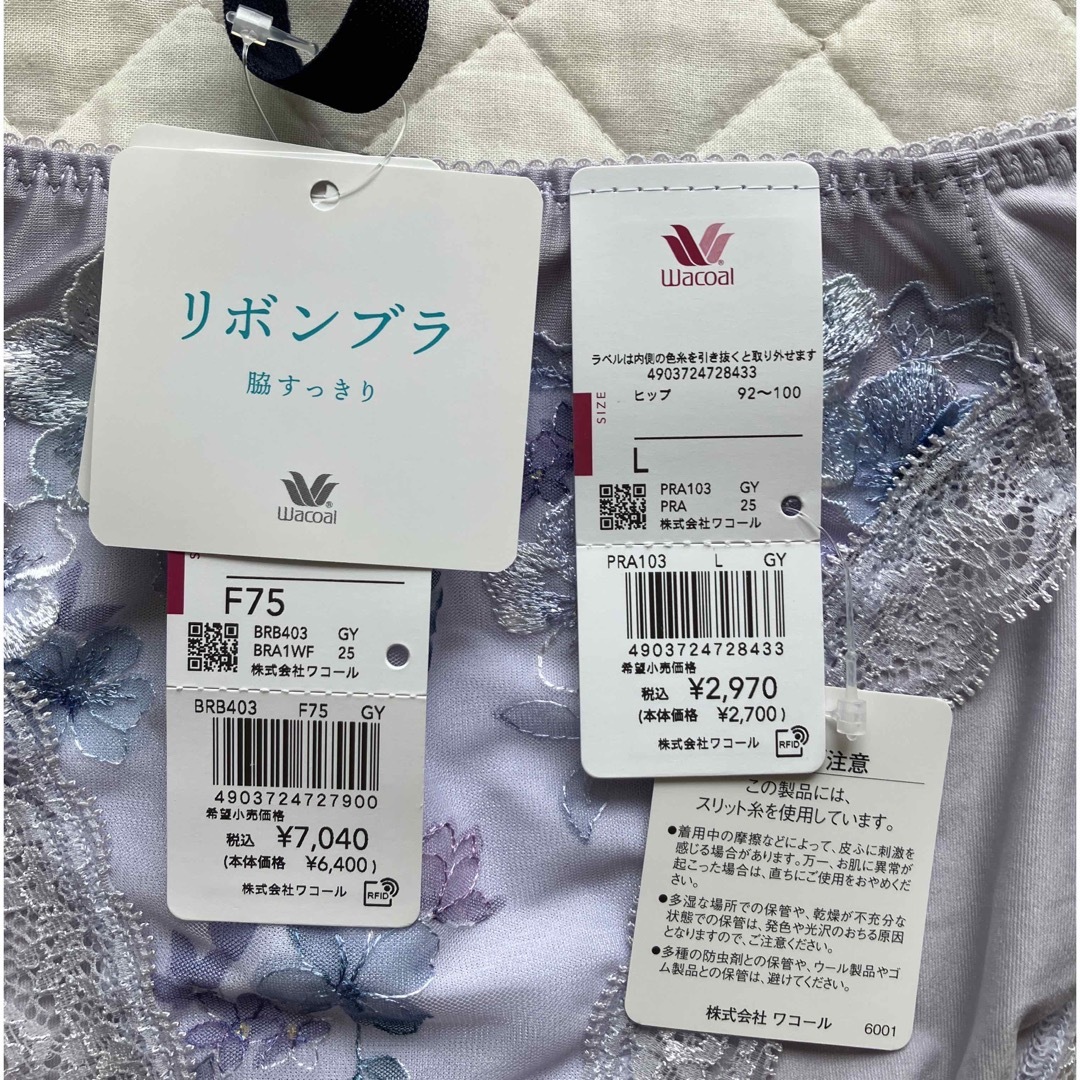 リボンブラ
脇すっきり
Wacoal
F75
BRB403 GY
BRA1WF 25
株式会社ワコール
BRB403 F75 GY
4903724727900
希望小売価格
税込 ¥7,040
(本体価格 ¥6,400)
株式会社ワコール
RFID
Wacoal
ラベルは内側の色糸を引き抜くと取り外せます
4903724728433
SIZE
ヒップ 92〜100
L
PRA103 GY
PRA 25
株式会社ワコール
PRA103 L GY
4903724728433
希望小売価格
税込 ¥2,970
(本体価格 ¥2,700)
株式会社ワコール
RFID
注意
この製品には、
スリット糸を使用しています。
●着用中の摩擦などによって、皮ふに刺激を
感じる場合があります。万一、お肌に異常が
起こった場合は、直ちにご使用をおやめくだ
さい。
●多湿な場所での保管や、乾燥が不充分な
状態での保管は、発色や光沢のおちる原因
となりますので、ご注意ください。
●多種の防虫剤との保管や、ウール製品やゴ
ム製品との保管は、避けてください。
株式会社 ワコール
6001